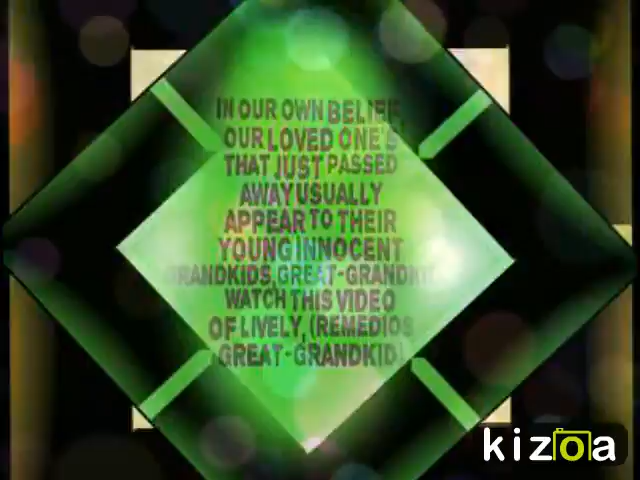 IN OUR OWN BELIEF,
OUR LOVED ONE'S
THAT JUST PASSED
AWAY USUALLY
APPEAR TO THEIR
YOUNG INNOCENT
GRANDKIDS, GREAT-GRANDKI
WATCH THIS VIDEO
OF LIVELY, (REMEDIOS
GREAT-GRANDKID)
kizoa